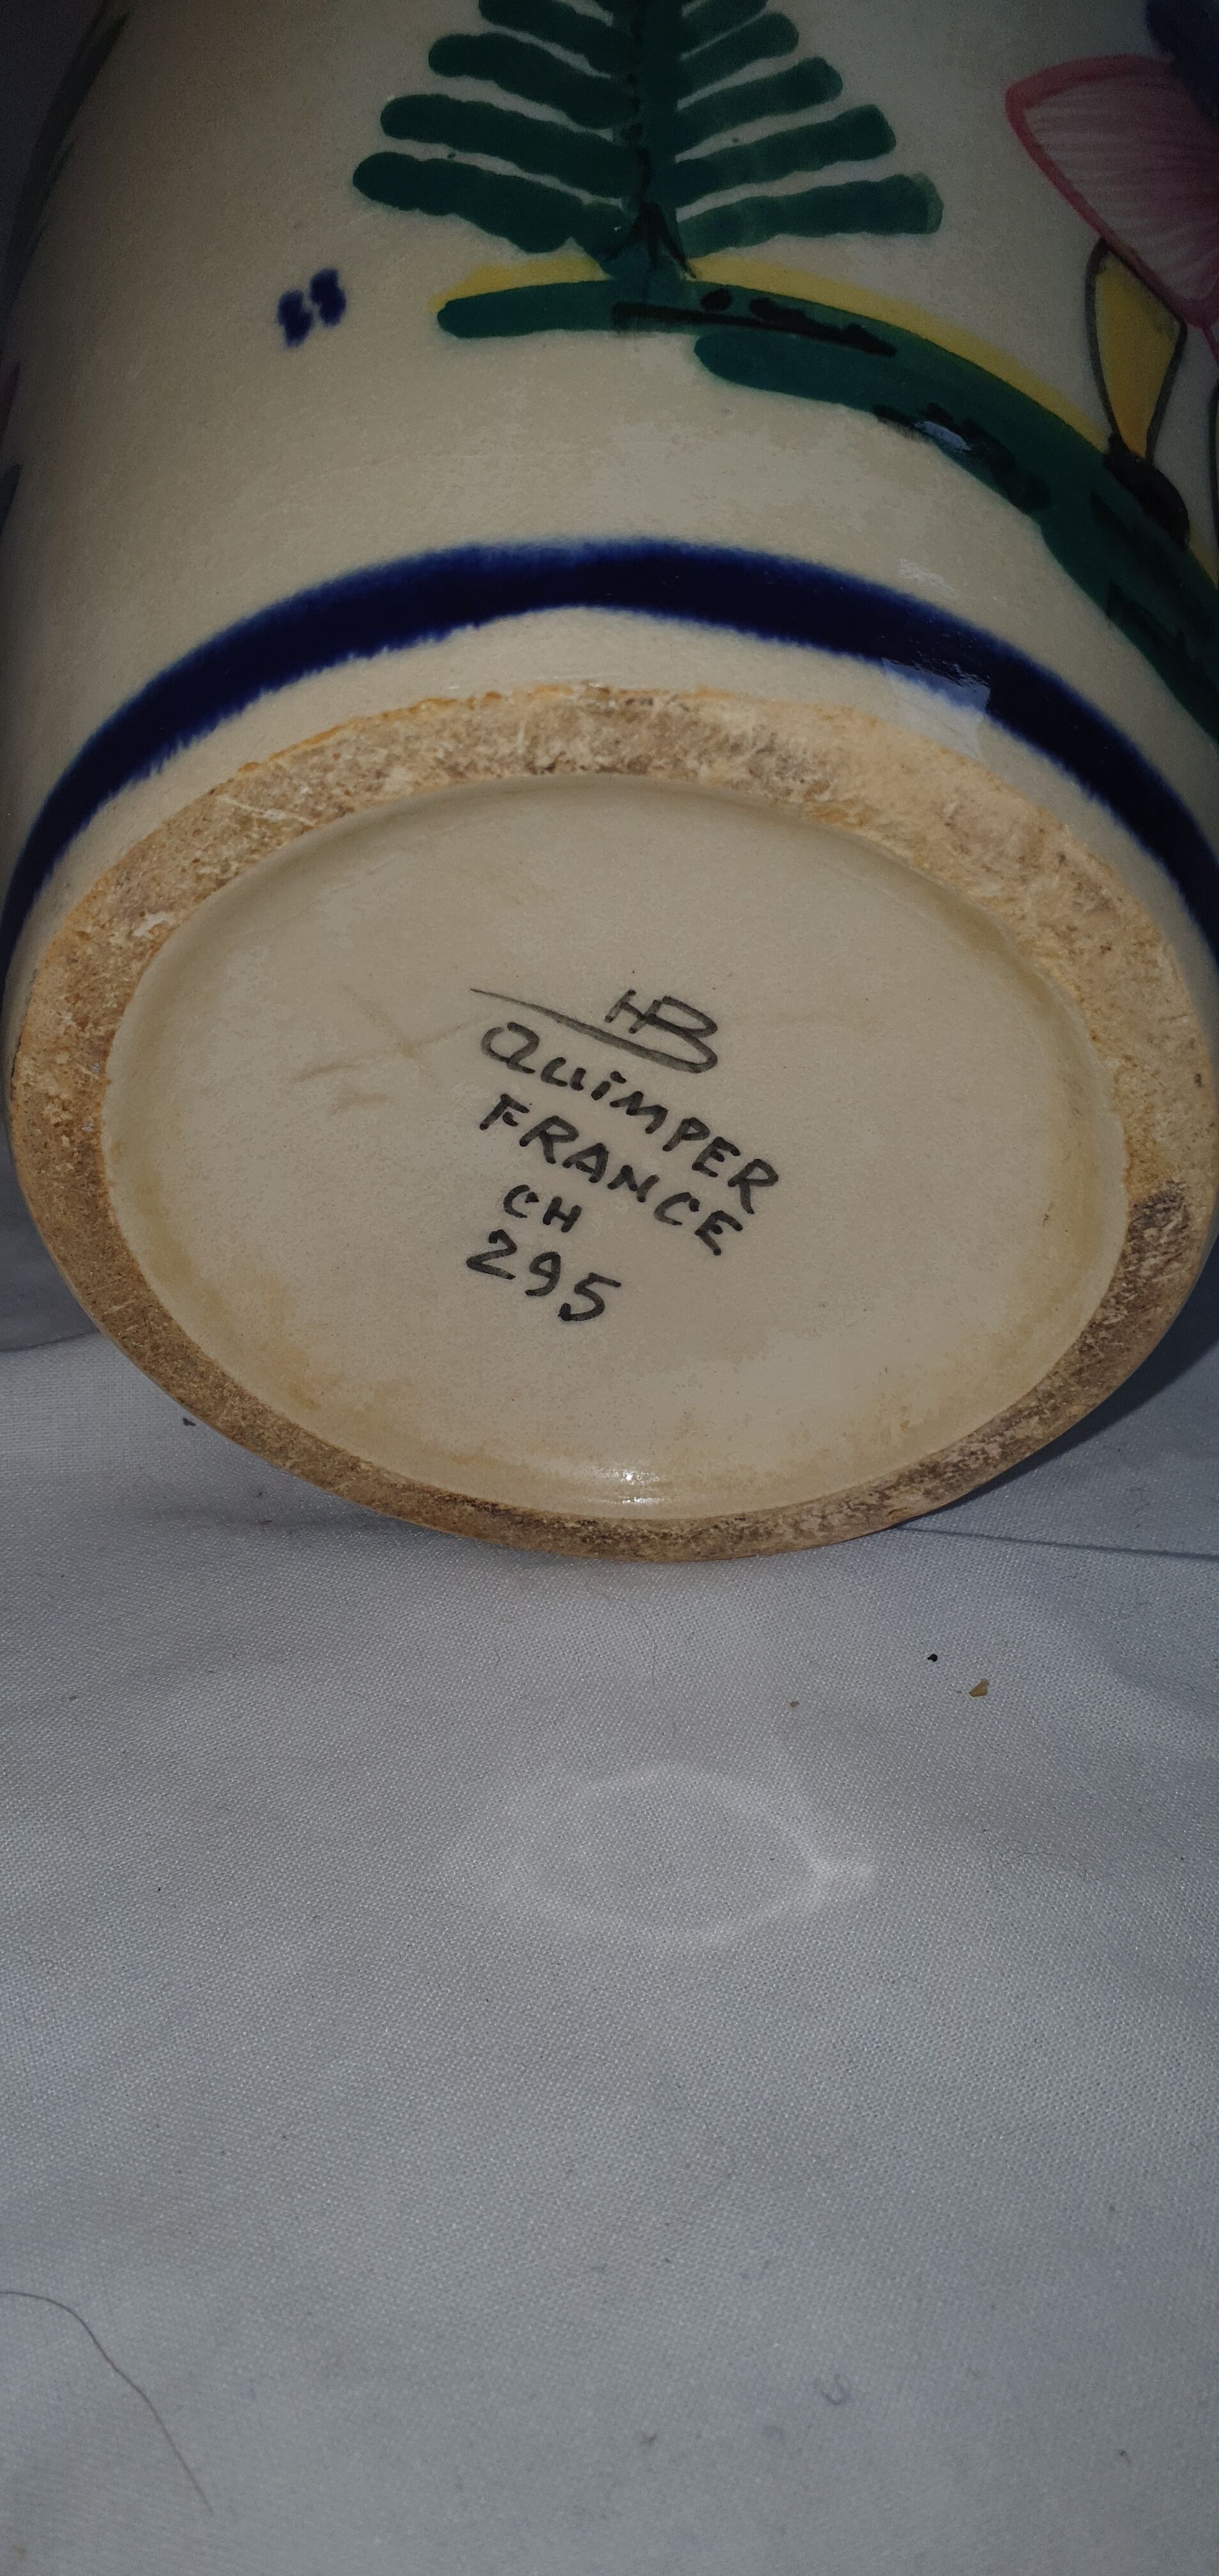 HB
QUIMPER
FRANCE
CH
295